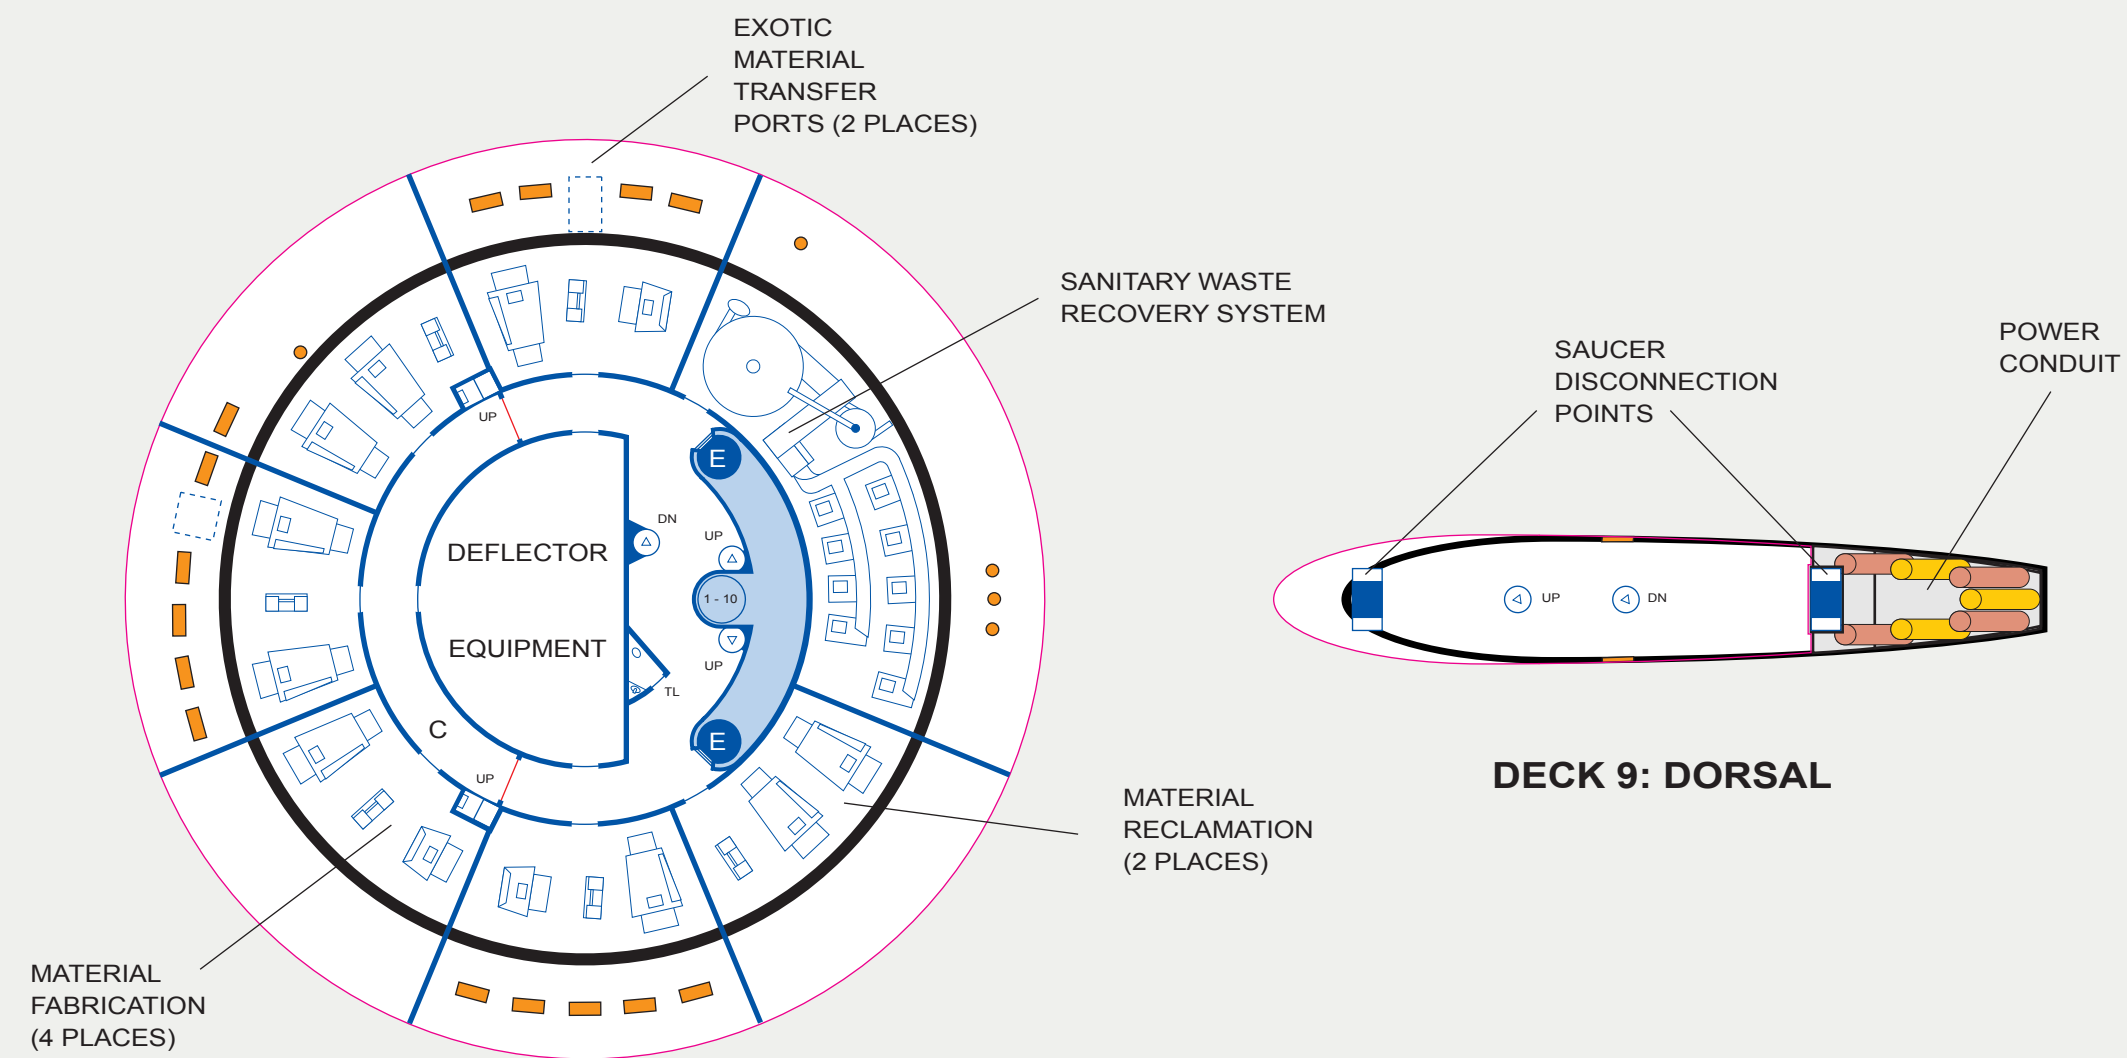 EXOTIC
MATERIAL
TRANSFER
PORTS (2 PLACES)
SANITARY WASTE
RECOVERY SYSTEM
SAUCER
DISCONNECTION
POINTS
POWER
CONDUIT
UP
E
DN
UP
DEFLECTOR
1 - 10
EQUIPMENT
UP
TL
C
E
UP
UP
DN
DECK 9: DORSAL
MATERIAL
RECLAMATION
(2 PLACES)
MATERIAL
FABRICATION
(4 PLACES)